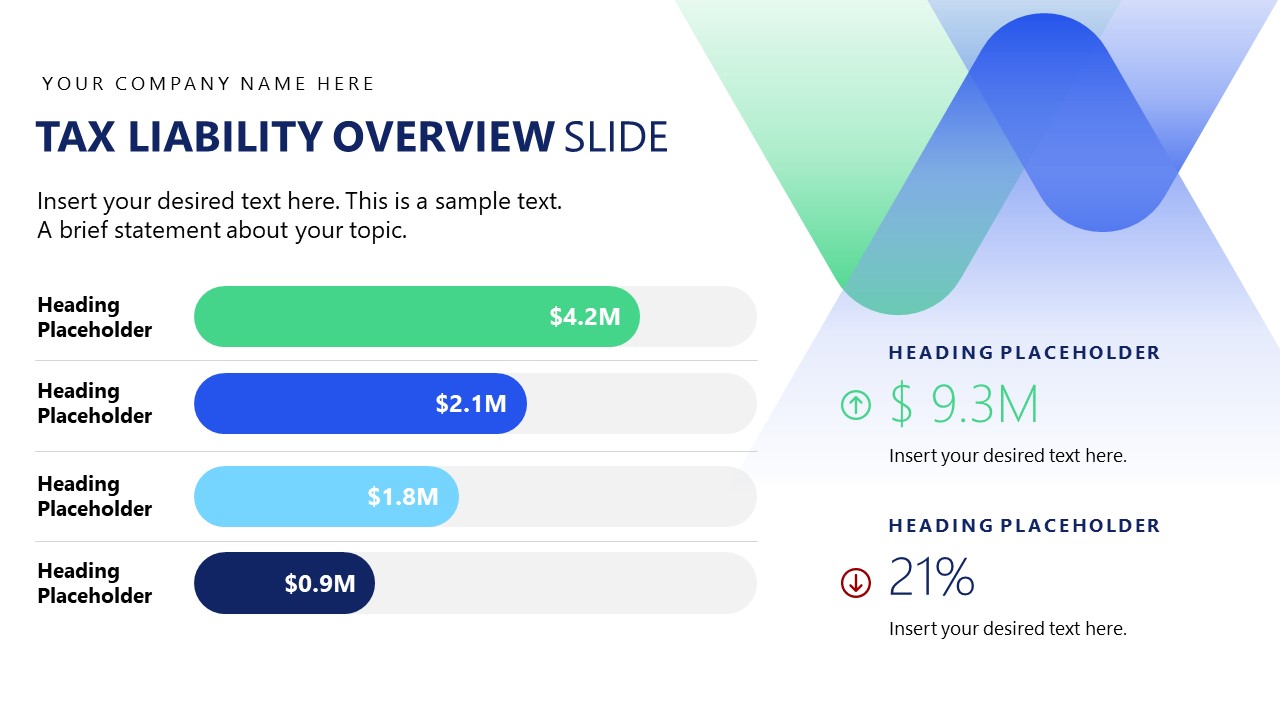 YOUR COMPANY NAME HERE
TAX LIABILITY OVERVIEW SLIDE
Insert your desired text here. This is a sample text.
A brief statement about your topic.
Heading
Placeholder
$4.2M
Heading
Placeholder
$2.1M
Heading
Placeholder
$1.8M
Heading
Placeholder
$0.9M
HEADING PLACEHOLDER
$ 9.3M
Insert your desired text here.
HEADING PLACEHOLDER
21%
Insert your desired text here.